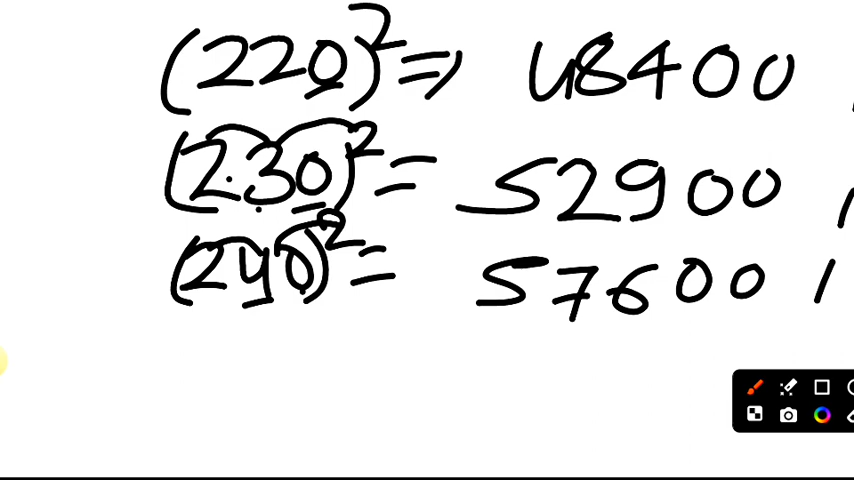 (220)² => 48400
(230)² = 52900
(240)² = 57600